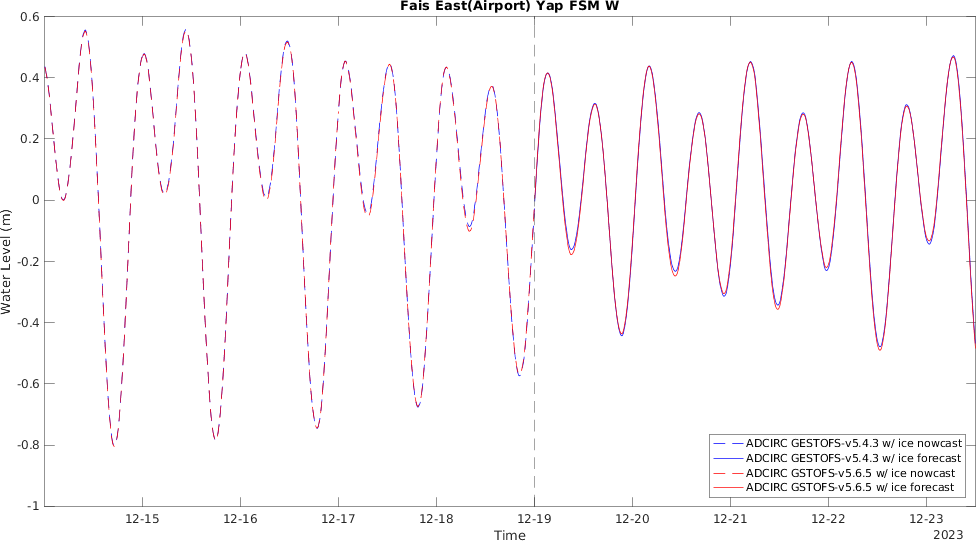 Fais East(Airport) Yap FSM W
0.6
0.4
0.2
0
-0.2
-0.4
-0.6
-0.8
-1
Water Level (m)
12-15 12-16 12-17 12-18 12-19 12-20 12-21 12-22 12-23
Time
2023
ADCIRC GESTOFS-v5.4.3 w/ ice nowcast
ADCIRC GESTOFS-v5.4.3 w/ ice forecast
ADCIRC GSTOFS-v5.6.5 w/ ice nowcast
ADCIRC GSTOFS-v5.6.5 w/ ice forecast